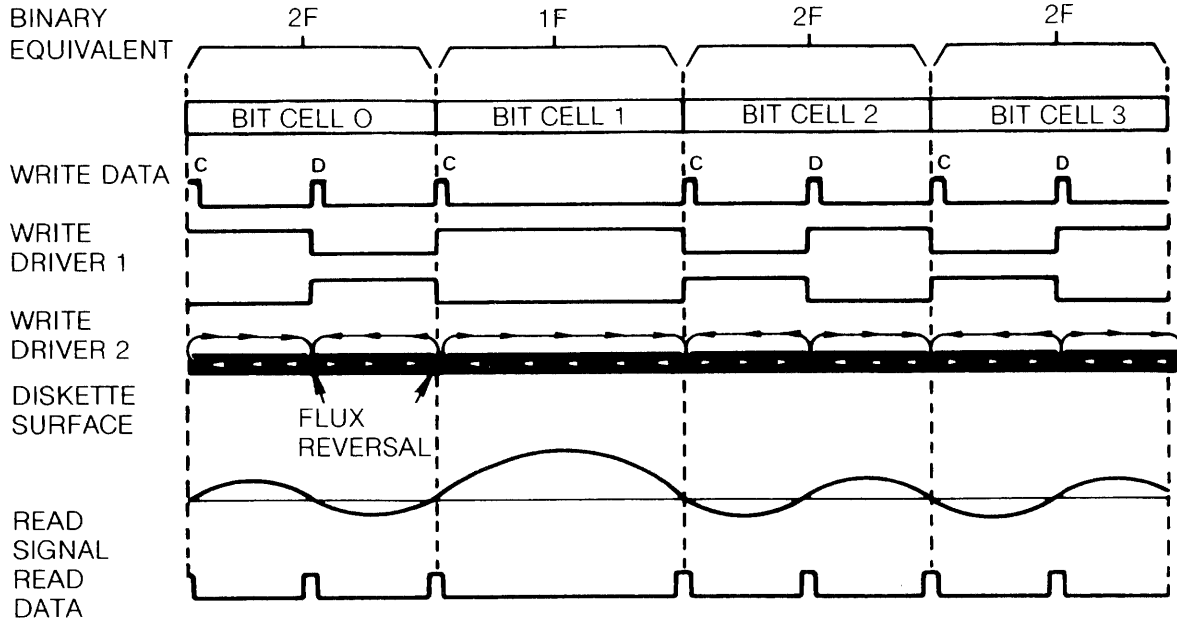 BINARY
EQUIVALENT
2F 1F 2F 2F
BIT CELL 0 BIT CELL 1 BIT CELL 2 BIT CELL 3
WRITE DATA
C D C C D C D
WRITE
DRIVER 1
WRITE
DRIVER 2
DISKETTE
SURFACE
FLUX
REVERSAL
READ
SIGNAL
READ
DATA